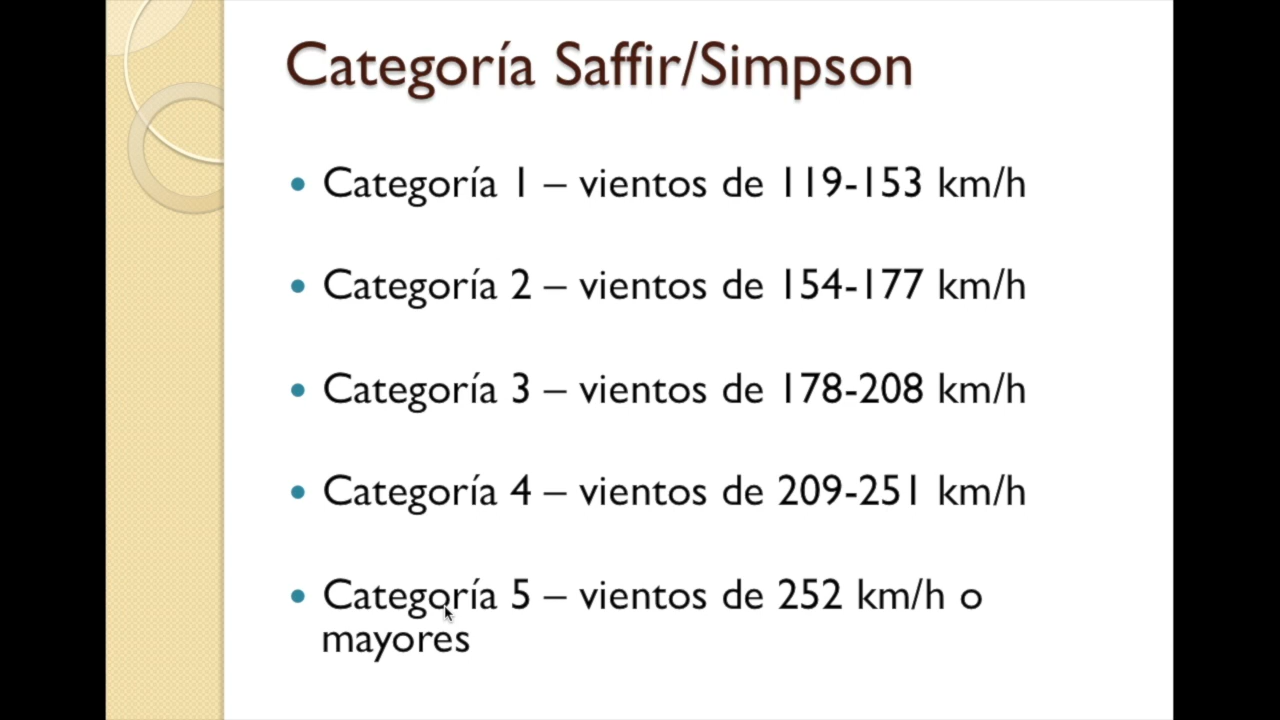 Categoría Saffir/Simpson
• Categoría 1 – vientos de 119-153 km/h
• Categoría 2 – vientos de 154-177 km/h
• Categoría 3 – vientos de 178-208 km/h
• Categoría 4 – vientos de 209-251 km/h
• Categoría 5 – vientos de 252 km/h o
mayores